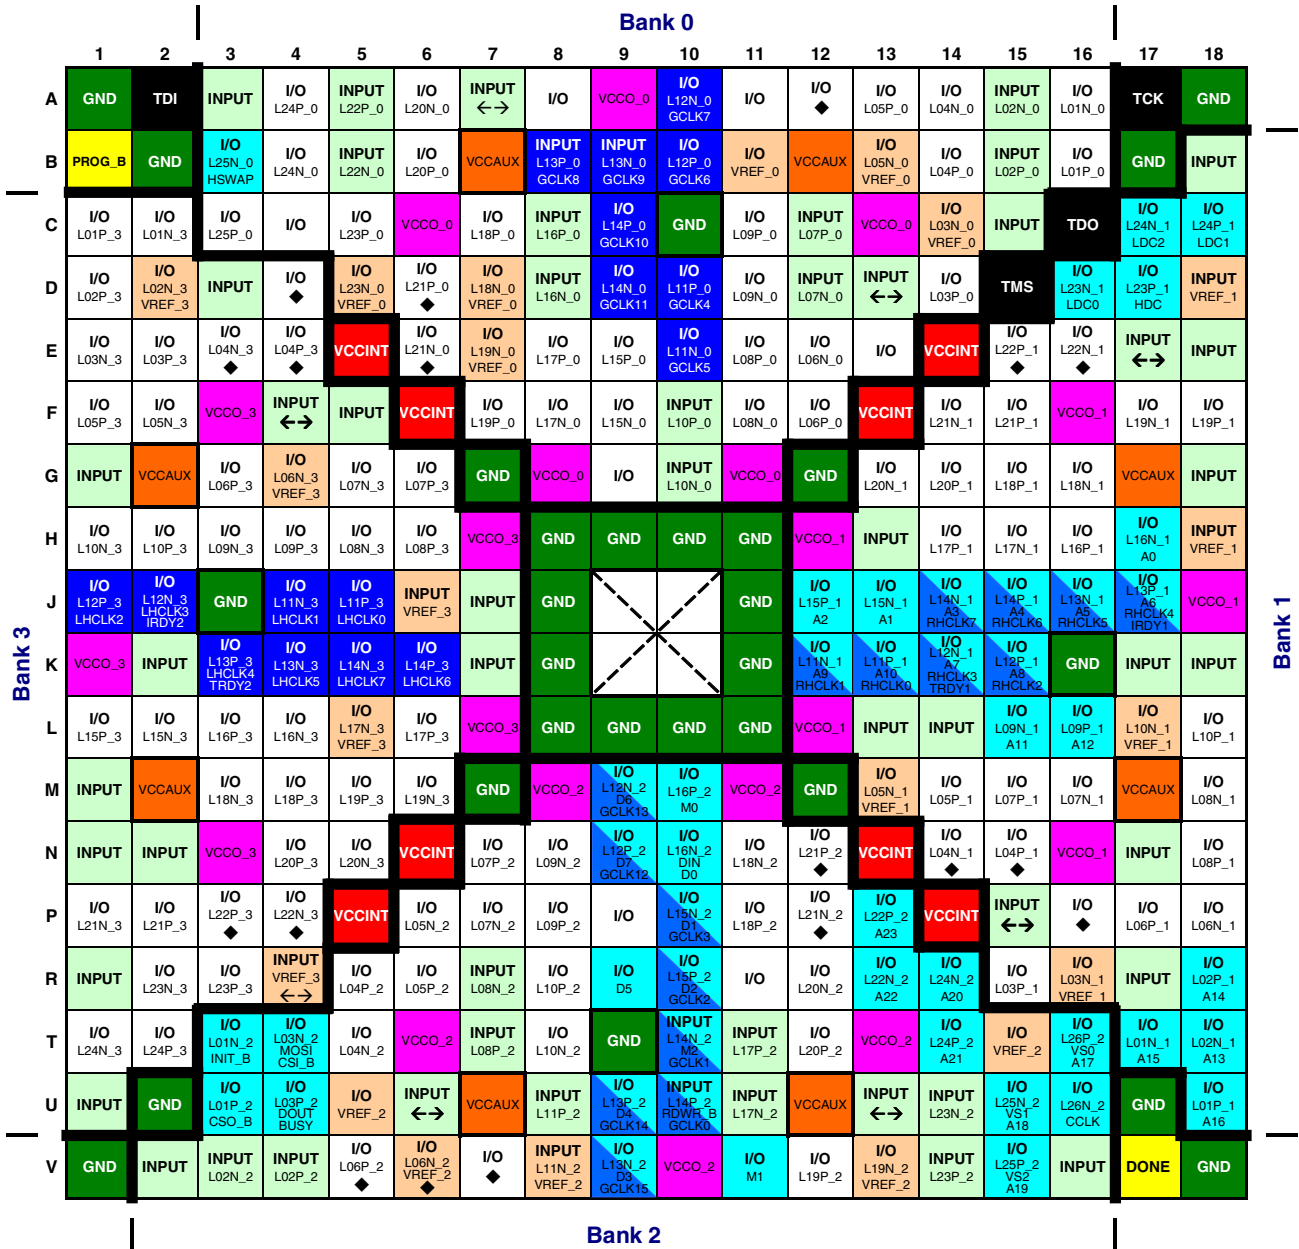 Bank 0
1 2 3 4 5 6 7 8 9 10 11 12 13 14 15 16 17 18
A GND TDI INPUT I/O L24P_0 INPUT L22P_0 I/O L20N_0 INPUT ←→ I/O VCCO_0 I/O L12N_0 GCLK7 I/O I/O ◆ I/O L05P_0 I/O L04N_0 INPUT L02N_0 I/O L01N_0 TCK GND
B PROG_B GND I/O L25N_0 HSWAP I/O L24N_0 INPUT L22N_0 I/O L20P_0 VCCAUX INPUT L13P_0 GCLK8 INPUT L13N_0 GCLK9 I/O L12P_0 GCLK6 I/O VREF_0 VCCAUX I/O L05N_0 VREF_0 I/O L04P_0 INPUT L02P_0 I/O L01P_0 GND INPUT
C I/O L01P_3 I/O L01N_3 I/O L25P_0 I/O I/O L23P_0 VCCO_0 I/O L18P_0 INPUT L16P_0 I/O L14P_0 GCLK10 GND I/O L09P_0 INPUT L07P_0 VCCO_0 I/O L03N_0 VREF_0 INPUT TDO I/O L24N_1 LDC2 I/O L24P_1 LDC1
D I/O L02P_3 I/O L02N_3 VREF_3 INPUT I/O ◆ I/O L23N_0 VREF_0 I/O L21P_0 ◆ I/O L18N_0 VREF_0 INPUT L16N_0 I/O L14N_0 GCLK11 I/O L11P_0 GCLK4 I/O L09N_0 INPUT L07N_0 INPUT ←→ I/O L03P_0 TMS I/O L23N_1 LDC0 I/O L23P_1 HDC INPUT VREF_1
E I/O L03N_3 I/O L03P_3 I/O L04N_3 ◆ I/O L04P_3 ◆ VCCINT I/O L21N_0 ◆ I/O L19N_0 VREF_0 I/O L17P_0 I/O L15P_0 I/O L11N_0 GCLK5 I/O L08P_0 I/O L06N_0 I/O VCCINT I/O L22P_1 ◆ I/O L22N_1 ◆ INPUT ←→ INPUT
F I/O L05P_3 I/O L05N_3 VCCO_3 INPUT ←→ INPUT VCCINT I/O L19P_0 I/O L17N_0 I/O L15N_0 INPUT L10P_0 I/O L08N_0 I/O L06P_0 VCCINT I/O L21N_1 I/O L21P_1 VCCO_1 I/O L19N_1 I/O L19P_1
G INPUT VCCAUX I/O L06P_3 I/O L06N_3 VREF_3 I/O L07N_3 I/O L07P_3 GND VCCO_0 I/O INPUT L10N_0 VCCO_0 GND I/O L20N_1 I/O L20P_1 I/O L18P_1 I/O L18N_1 VCCAUX INPUT
H I/O L10N_3 I/O L10P_3 I/O L09N_3 I/O L09P_3 I/O L08N_3 I/O L08P_3 VCCO_3 GND GND GND GND VCCO_1 INPUT I/O L17P_1 I/O L17N_1 I/O L16P_1 I/O L16N_1 A0 INPUT VREF_1
J I/O L12P_3 LHCLK2 I/O L12N_3 LHCLK3 IRDY2 GND I/O L11N_3 LHCLK1 I/O L11P_3 LHCLK0 INPUT VREF_3 INPUT GND GND I/O L15P_1 A2 I/O L15N_1 A1 I/O L14N_1 A3 RHCLK7 I/O L14P_1 A4 RHCLK6 I/O L13N_1 A5 RHCLK5 I/O L13P_1 A6 RHCLK4 IRDY1 VCCO_1
K VCCO_3 INPUT I/O L13P_3 LHCLK4 TRDY2 I/O L13N_3 LHCLK5 I/O L14N_3 LHCLK7 I/O L14P_3 LHCLK6 INPUT GND GND I/O L11N_1 A9 RHCLK1 I/O L11P_1 A10 RHCLK0 I/O L12N_1 A7 RHCLK3 TRDY1 I/O L12P_1 A8 RHCLK2 GND INPUT INPUT
L I/O L15P_3 I/O L15N_3 I/O L16P_3 I/O L16N_3 I/O L17N_3 VREF_3 I/O L17P_3 VCCO_3 GND GND GND GND VCCO_1 INPUT INPUT I/O L09N_1 A11 I/O L09P_1 A12 I/O L10N_1 VREF_1 I/O L10P_1
M INPUT VCCAUX I/O L18N_3 I/O L18P_3 I/O L19P_3 I/O L19N_3 GND VCCO_2 I/O L12N_2 D6 GCLK13 I/O L16P_2 M0 VCCO_2 GND I/O L05N_1 VREF_1 I/O L05P_1 I/O L07P_1 I/O L07N_1 VCCAUX I/O L08N_1
N INPUT INPUT VCCO_3 I/O L20P_3 I/O L20N_3 VCCINT I/O L07P_2 I/O L09N_2 I/O L12P_2 D7 GCLK12 I/O L16N_2 DIN D0 I/O L18N_2 I/O L21P_2 ◆ VCCINT I/O L04N_1 ◆ I/O L04P_1 ◆ VCCO_1 INPUT I/O L08P_1
P I/O L21N_3 I/O L21P_3 I/O L22P_3 ◆ I/O L22N_3 ◆ VCCINT I/O L05N_2 I/O L07N_2 I/O L09P_2 I/O I/O L15N_2 D1 GCLK3 I/O L18P_2 I/O L21N_2 ◆ I/O L22P_2 A23 VCCINT INPUT ←→ I/O ◆ I/O L06P_1 I/O L06N_1
R INPUT I/O L23N_3 I/O L23P_3 INPUT VREF_3 ←→ I/O L04P_2 I/O L05P_2 INPUT L08N_2 I/O L10P_2 I/O D5 I/O L15P_2 D2 GCLK2 I/O I/O L20N_2 I/O L22N_2 A22 I/O L24N_2 A20 I/O L03P_1 I/O L03N_1 VREF_1 INPUT I/O L02P_1 A14
T I/O L24N_3 I/O L24P_3 I/O L01N_2 INIT_B I/O L03N_2 MOSI CSI_B I/O L04N_2 VCCO_2 INPUT L08P_2 I/O L10N_2 GND INPUT L14N_2 M2 GCLK1 INPUT L17P_2 I/O L20P_2 VCCO_2 I/O L24P_2 A21 I/O VREF_2 I/O L26P_2 VS0 A17 I/O L01N_1 A15 I/O L02N_1 A13
U INPUT GND I/O L01P_2 CSO_B I/O L03P_2 DOUT BUSY I/O VREF_2 INPUT ←→ VCCAUX INPUT L11P_2 I/O L13P_2 D4 GCLK14 INPUT L14P_2 RDWR_B GCLK0 INPUT L17N_2 VCCAUX INPUT ←→ INPUT L23N_2 I/O L25N_2 VS1 A18 I/O L26N_2 CCLK GND I/O L01P_1 A16
V GND INPUT INPUT L02N_2 INPUT L02P_2 I/O L06P_2 ◆ I/O L06N_2 VREF_2 ◆ I/O ◆ INPUT L11N_2 VREF_2 I/O L13N_2 D3 GCLK15 VCCO_2 I/O M1 I/O L19P_2 I/O L19N_2 VREF_2 INPUT L23P_2 I/O L25P_2 VS2 A19 INPUT DONE GND
Bank 3
Bank 1
Bank 2